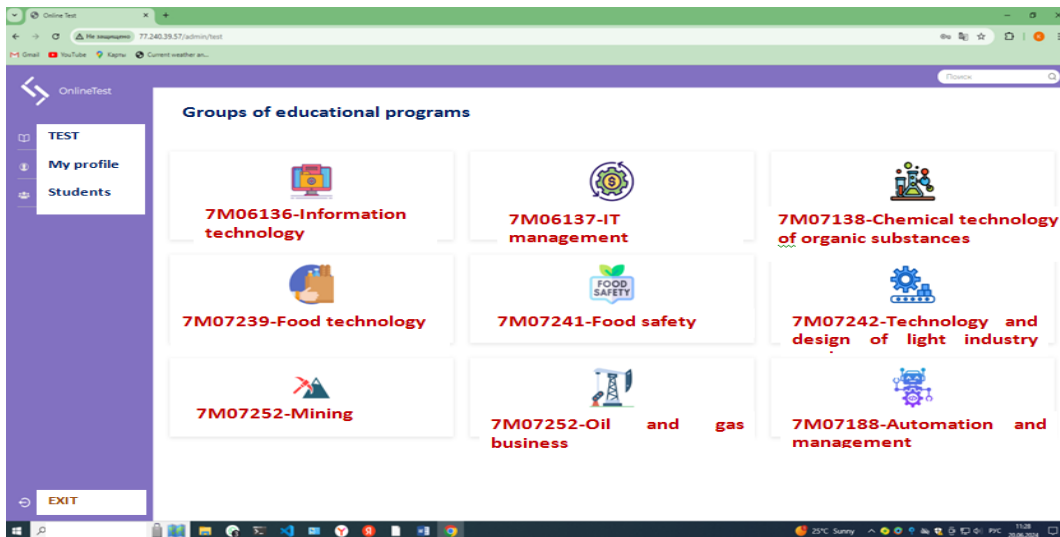 Online Test
Не защищено 77.240.39.57/admin/test
Gmail YouTube Карты Current weather an...
OnlineTest
Поиск
Groups of educational programs
TEST
My profile
Students
7M06136-Information
technology
7M06137-IT
management
7M07138-Chemical technology
of organic substances
FOOD
SAFETY
7M07239-Food technology
7M07241-Food safety
7M07242-Technology and
design of light industry
7M07252-Mining
7M07252-Oil and gas
business
7M07188-Automation and
management
EXIT
25°C Sunny
РУС
11:28
20.06.2024